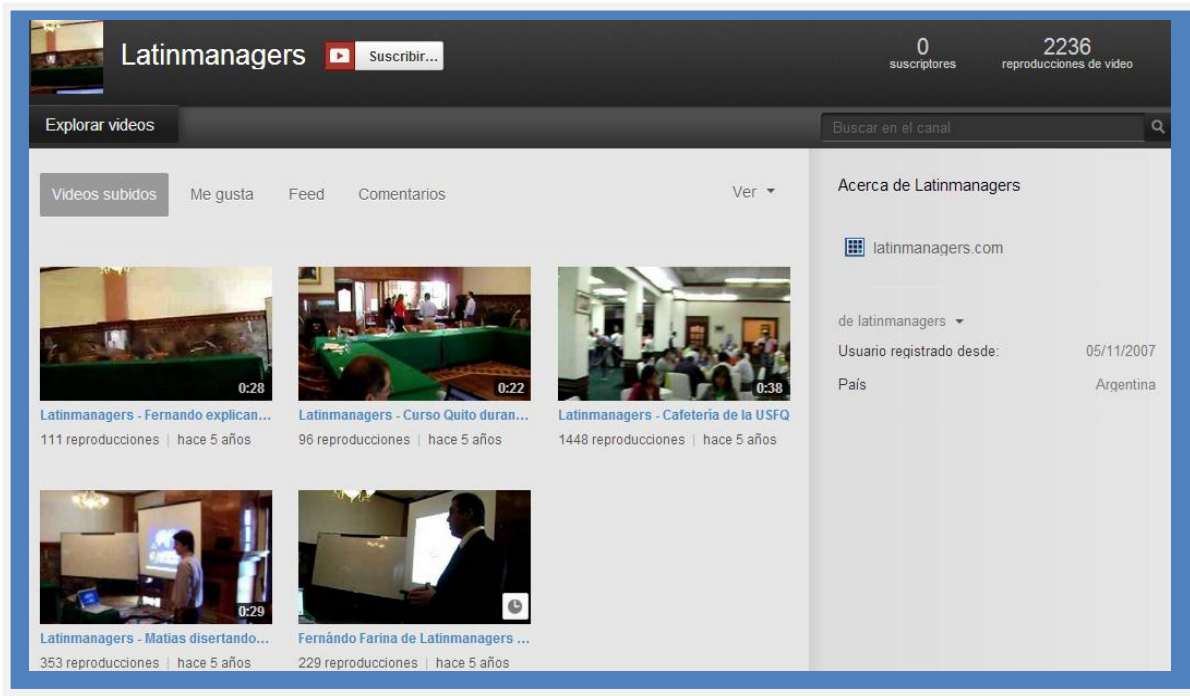 Latinmanagers
Suscribir...
0
suscriptores
2236
reproducciones de video
Explorar videos
Buscar en el canal
Videos subidos
Me gusta
Feed
Comentarios
Ver
0:28
Latinmanagers - Fernando explican...
111 reproducciones | hace 5 años
0:22
Latinmanagers - Curso Quito duran...
96 reproducciones | hace 5 años
0:38
Latinmanagers - Cafetería de la USFQ
1448 reproducciones | hace 5 años
0:29
Latinmanagers - Matias disertando...
353 reproducciones | hace 5 años
Fernándo Farina de Latinmanagers ...
229 reproducciones | hace 5 años
Acerca de Latinmanagers
latinmanagers.com
de latinmanagers
Usuario registrado desde: 05/11/2007
País Argentina